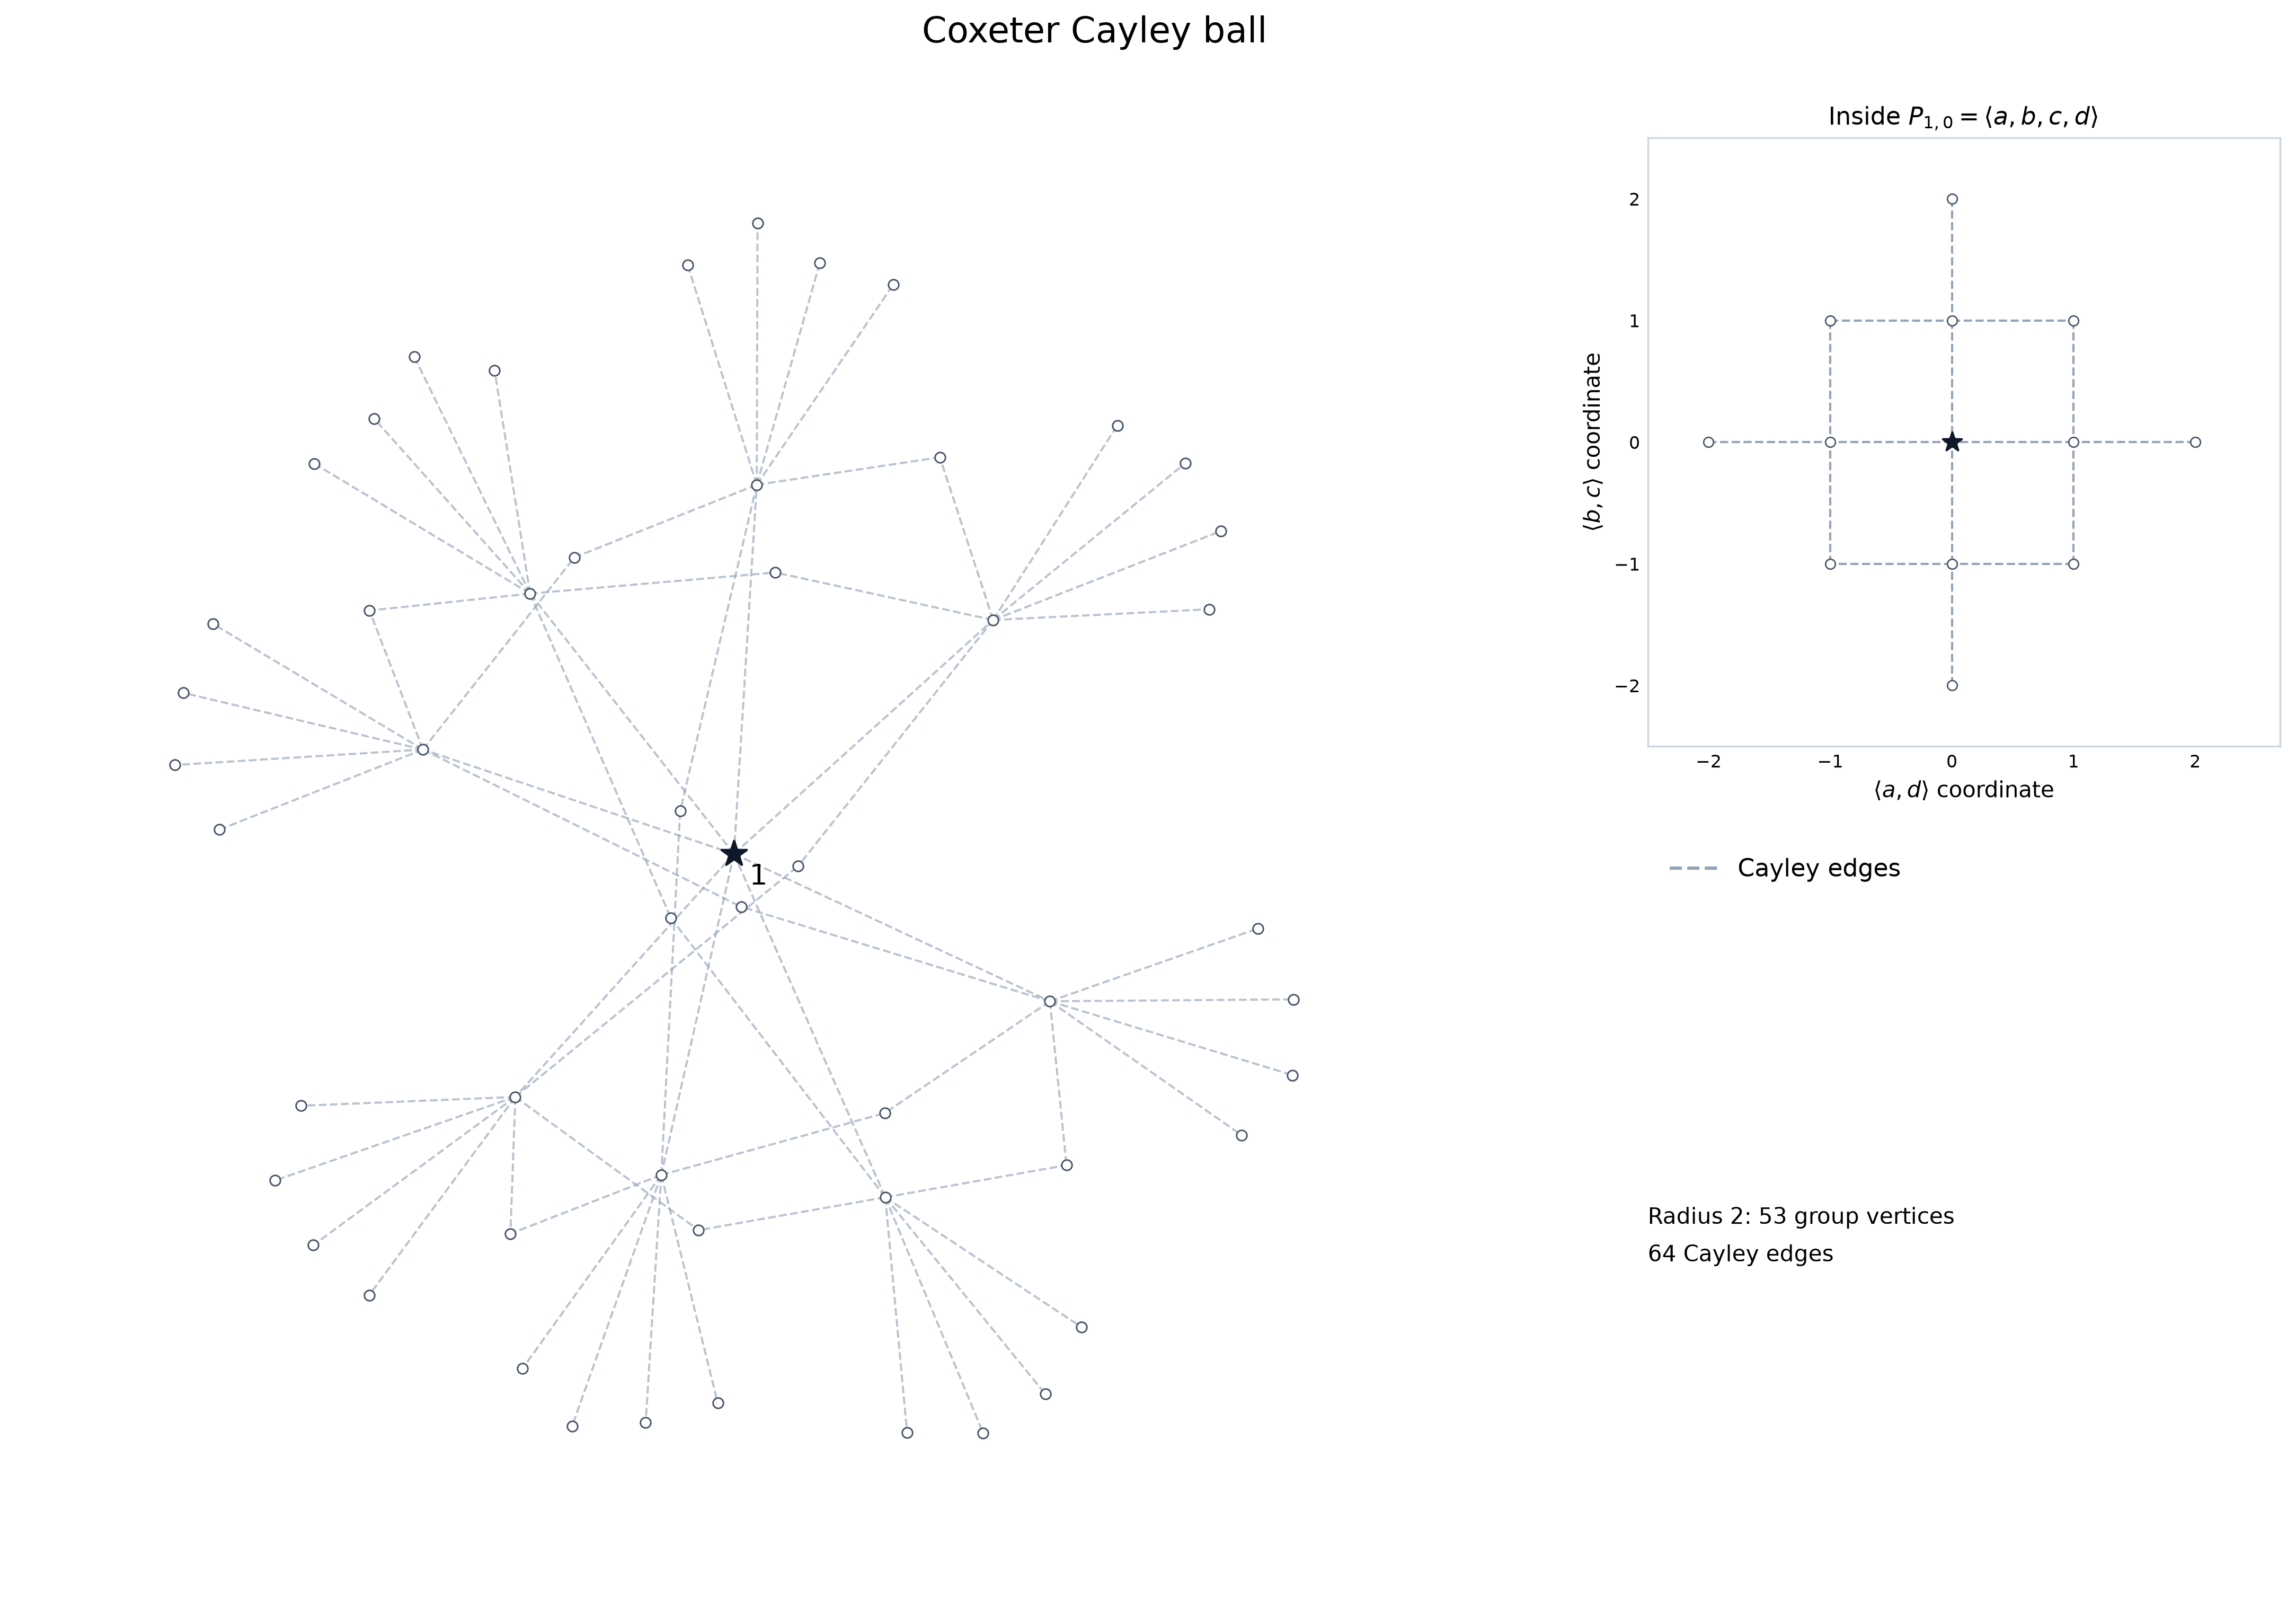 Coxeter Cayley ball
Inside P₁,₀ = ⟨a, b, c, d⟩
2
1
0
−1
−2
⟨b, c⟩ coordinate
−2 −1 0 1 2
⟨a, d⟩ coordinate
1
Cayley edges
Radius 2: 53 group vertices
64 Cayley edges